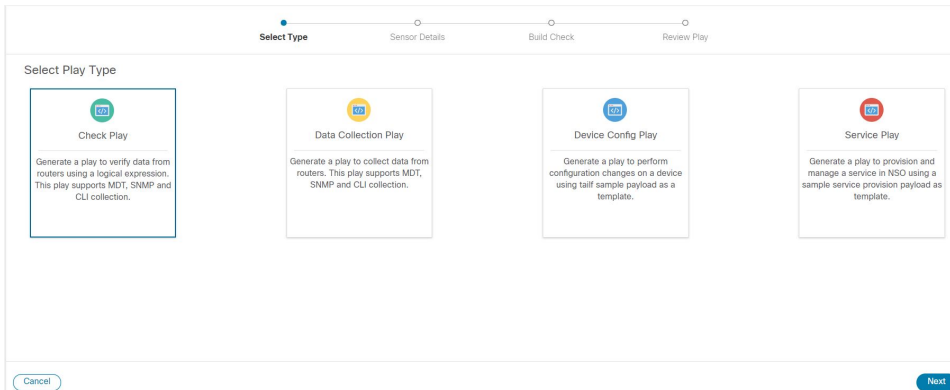 Select Type
Sensor Details
Build Check
Review Play
Select Play Type
Check Play
Generate a play to verify data from
routers using a logical expression.
This play supports MDT, SNMP and
CLI collection.
Data Collection Play
Generate a play to collect data from
routers. This play supports MDT,
SNMP and CLI collection.
Device Config Play
Generate a play to perform
configuration changes on a device
using tailf sample payload as a
template.
Service Play
Generate a play to provision and
manage a service in NSO using a
sample service provision payload as
template.
Cancel
Next